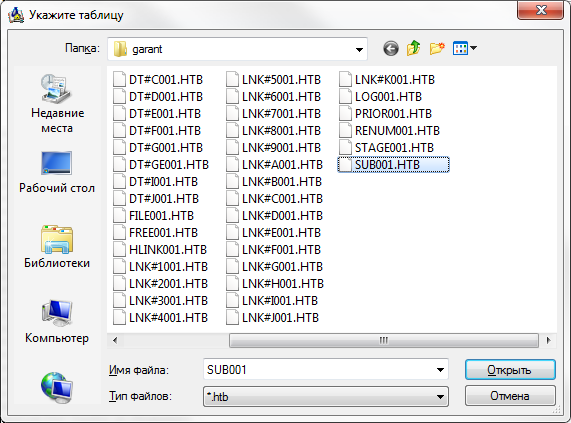 Укажите таблицу
Папка: garant
Недавние места
Рабочий стол
Библиотеки
Компьютер
DT#C001.HTB
DT#D001.HTB
DT#E001.HTB
DT#F001.HTB
DT#G001.HTB
DT#GE001.HTB
DT#I001.HTB
DT#J001.HTB
FILE001.HTB
FREE001.HTB
HLINK001.HTB
LNK#1001.HTB
LNK#2001.HTB
LNK#3001.HTB
LNK#4001.HTB
LNK#5001.HTB
LNK#6001.HTB
LNK#7001.HTB
LNK#8001.HTB
LNK#9001.HTB
LNK#A001.HTB
LNK#B001.HTB
LNK#C001.HTB
LNK#D001.HTB
LNK#E001.HTB
LNK#F001.HTB
LNK#G001.HTB
LNK#H001.HTB
LNK#I001.HTB
LNK#J001.HTB
LNK#K001.HTB
LOG001.HTB
PRIOR001.HTB
RENUM001.HTB
STAGE001.HTB
SUB001.HTB
Имя файла: SUB001 Открыть
Тип файлов: *.htb Отмена